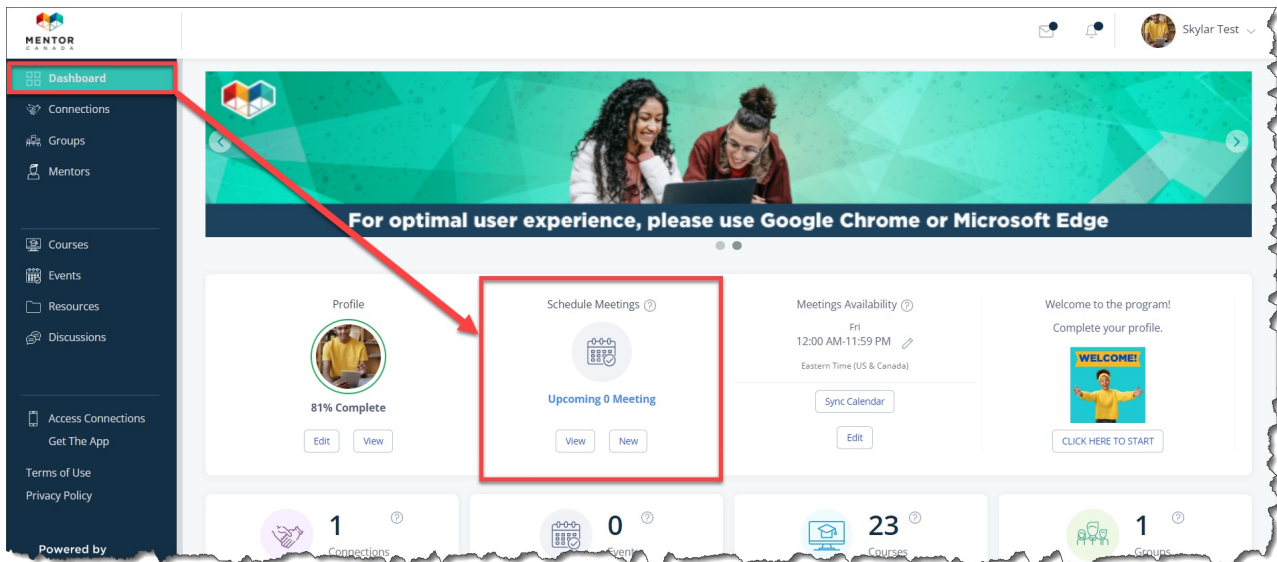 MENTOR
CANADA
Skylar Test
Dashboard
Connections
Groups
Mentors
Courses
Events
Resources
Discussions
Access Connections
Get The App
Terms of Use
Privacy Policy
Powered by
For optimal user experience, please use Google Chrome or Microsoft Edge
Profile
81% Complete
Edit View
Schedule Meetings ?
Upcoming 0 Meeting
View New
Meetings Availability ?
Fri
12:00 AM-11:59 PM
Eastern Time (US & Canada)
Sync Calendar
Edit
Welcome to the program!
Complete your profile.
WELCOME!
CLICK HERE TO START
1 ?
Connections
0 ?
Event
23 ?
Courses
1 ?
Groups